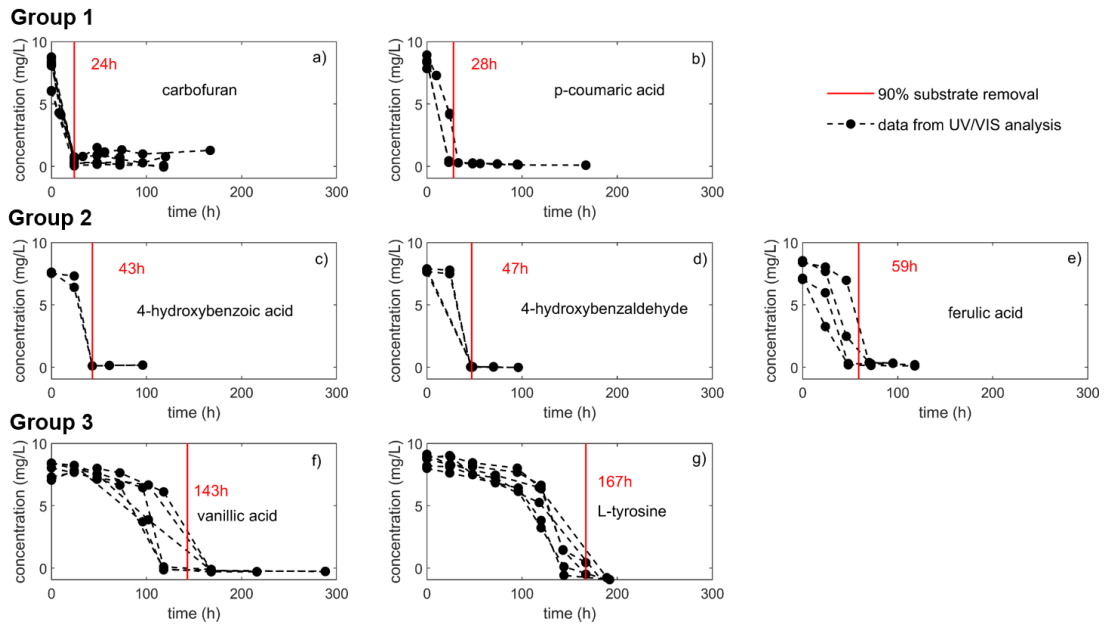 Group 1
10
5
0
0
100
200
300
concentration (mg/L)
time (h)
24h
a)
carbofuran
10
5
0
0
100
200
300
concentration (mg/L)
time (h)
28h
b)
p-coumaric acid
90% substrate removal
data from UV/VIS analysis
Group 2
10
5
0
0
100
200
300
concentration (mg/L)
time (h)
43h
c)
4-hydroxybenzoic acid
10
5
0
0
100
200
300
concentration (mg/L)
time (h)
47h
d)
4-hydroxybenzaldehyde
10
5
0
0
100
200
300
concentration (mg/L)
time (h)
59h
e)
ferulic acid
Group 3
10
5
0
0
100
200
300
concentration (mg/L)
time (h)
f)
143h
vanillic acid
10
5
0
0
100
200
300
concentration (mg/L)
time (h)
g)
167h
L-tyrosine